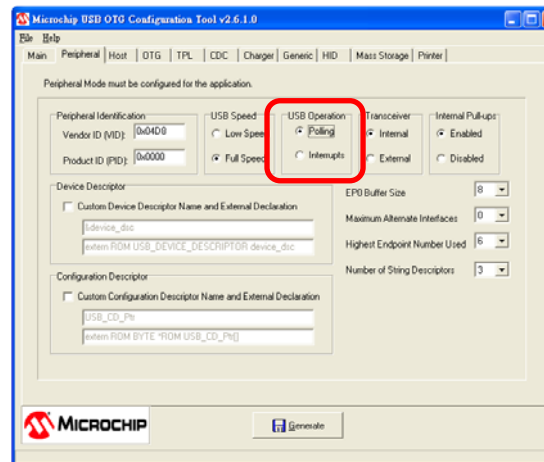 Microchip USB OTG Configuration Tool v2.6.1.0
File Help
Main Peripheral Host OTG TPL CDC Charger Generic HID Mass Storage Printer
Peripheral Mode must be configured for the application.
Peripheral Identification
Vendor ID (VID): 0x04D8
Product ID (PID): 0x0000
USB Speed
Low Speed
Full Speed
USB Operation
Polling
Interrupts
Transceiver
Internal
External
Internal Pull-ups
Enabled
Disabled
Device Descriptor
Custom Device Descriptor Name and External Declaration
&device_dsc
extern ROM USB_DEVICE_DESCRIPTOR device_dsc
Configuration Descriptor
Custom Configuration Descriptor Name and External Declaration
USB_CD_Ptr
extern ROM BYTE *ROM USB_CD_Ptr[]
EP0 Buffer Size 8
Maximum Alternate Interfaces 0
Highest Endpoint Number Used 6
Number of String Descriptors 3
MICROCHIP
Generate